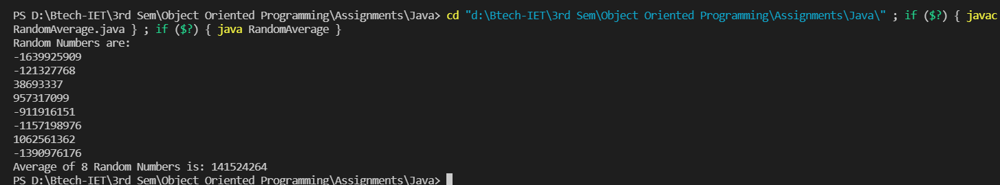 PS D:\Btech-IET\3rd Sem\Object Oriented Programming\Assignments\Java> cd "d:\Btech-IET\3rd Sem\Object Oriented Programming\Assignments\Java\" ; if ($?) { javac
RandomAverage.java } ; if ($?) { java RandomAverage }
Random Numbers are:
-1639925909
-121327768
38693337
957317099
-911916151
-1157198976
1062561362
-1390976176
Average of 8 Random Numbers is: 141524264
PS D:\Btech-IET\3rd Sem\Object Oriented Programming\Assignments\Java>